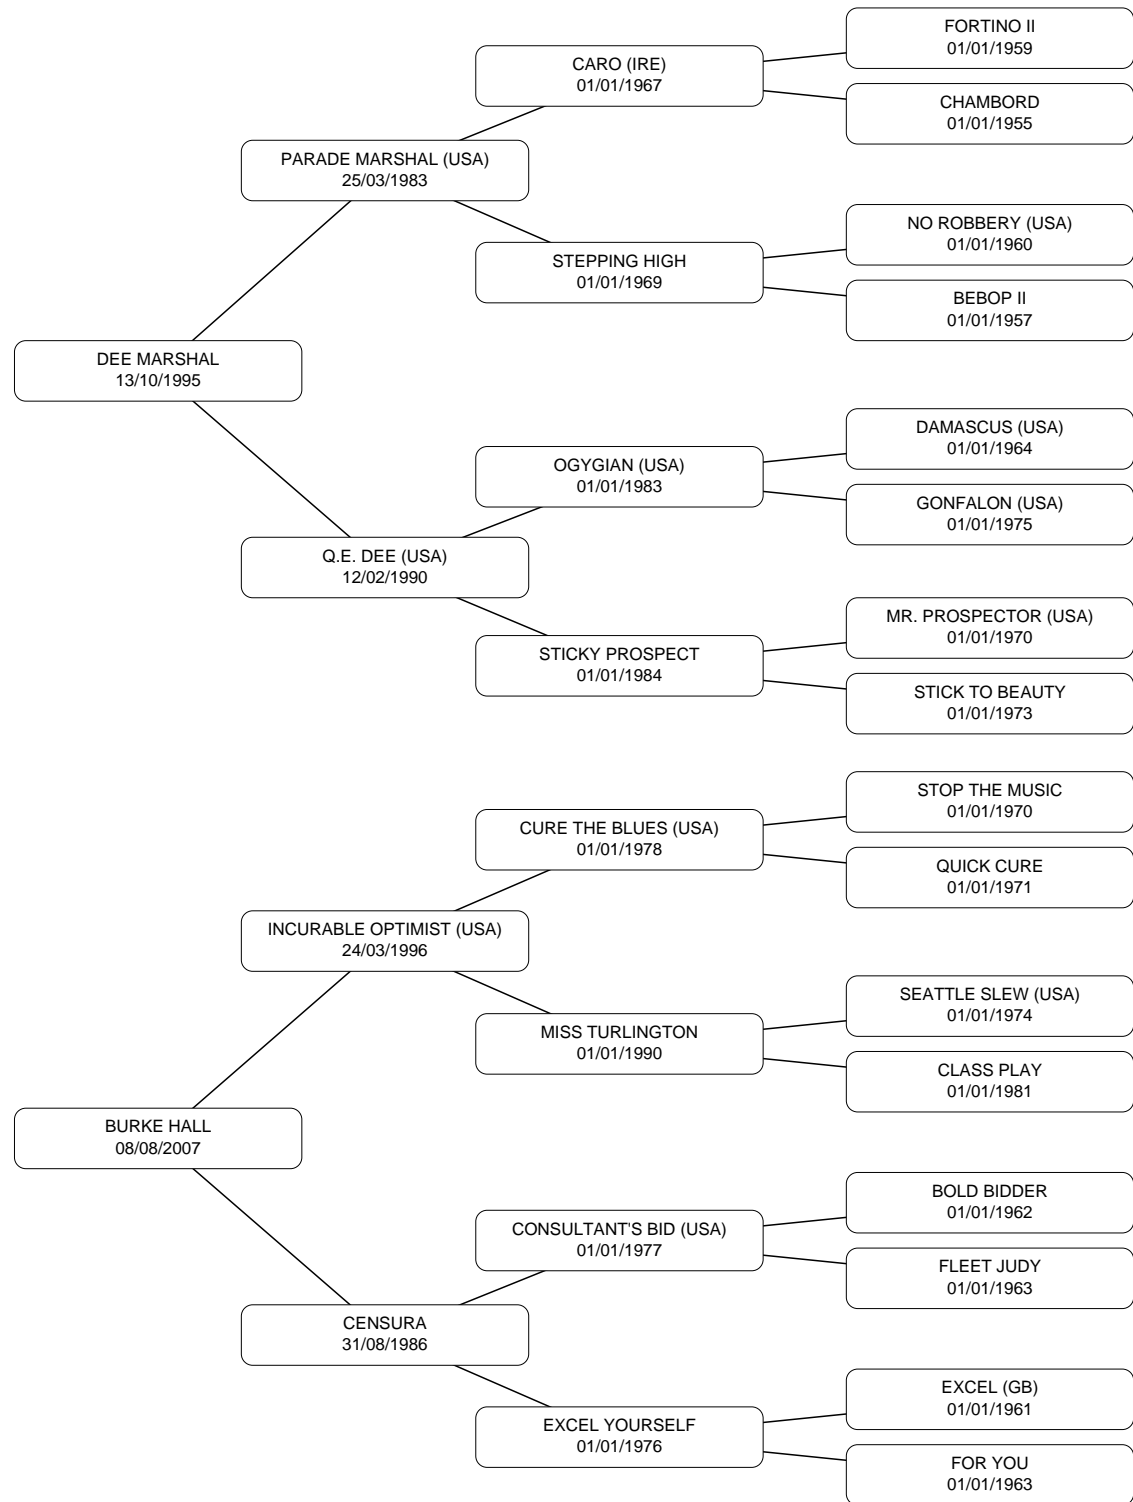 FORTINO II
01/01/1959
CARO (IRE)
01/01/1967
CHAMBORD
01/01/1955
PARADE MARSHAL (USA)
25/03/1983
NO ROBBERY (USA)
01/01/1960
STEPPING HIGH
01/01/1969
BEBOP II
01/01/1957
DEE MARSHAL
13/10/1995
DAMASCUS (USA)
01/01/1964
OGYGIAN (USA)
01/01/1983
GONFALON (USA)
01/01/1975
Q.E. DEE (USA)
12/02/1990
MR. PROSPECTOR (USA)
01/01/1970
STICKY PROSPECT
01/01/1984
STICK TO BEAUTY
01/01/1973
STOP THE MUSIC
01/01/1970
CURE THE BLUES (USA)
01/01/1978
QUICK CURE
01/01/1971
INCURABLE OPTIMIST (USA)
24/03/1996
SEATTLE SLEW (USA)
01/01/1974
MISS TURLINGTON
01/01/1990
CLASS PLAY
01/01/1981
BURKE HALL
08/08/2007
BOLD BIDDER
01/01/1962
CONSULTANT'S BID (USA)
01/01/1977
FLEET JUDY
01/01/1963
CENSURA
31/08/1986
EXCEL (GB)
01/01/1961
EXCEL YOURSELF
01/01/1976
FOR YOU
01/01/1963